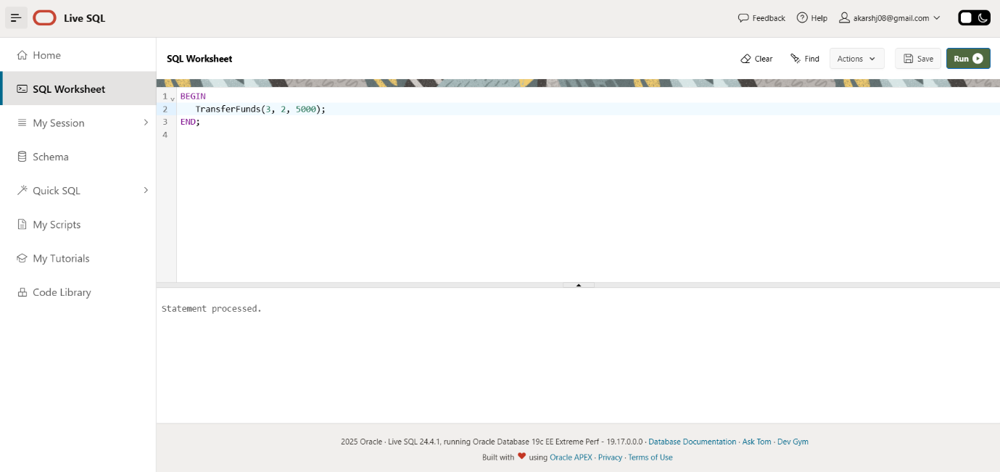 Live SQL
Feedback
Help
akarshj08@gmail.com
Home
SQL Worksheet
My Session
Schema
Quick SQL
My Scripts
My Tutorials
Code Library
SQL Worksheet
Clear
Find
Actions
Save
Run
1 BEGIN
2 TransferFunds(3, 2, 5000);
3 END;
4
Statement processed.
2025 Oracle · Live SQL 24.4.1, running Oracle Database 19c EE Extreme Perf - 19.17.0.0.0 · Database Documentation · Ask Tom · Dev Gym
Built with ❤ using Oracle APEX · Privacy · Terms of Use